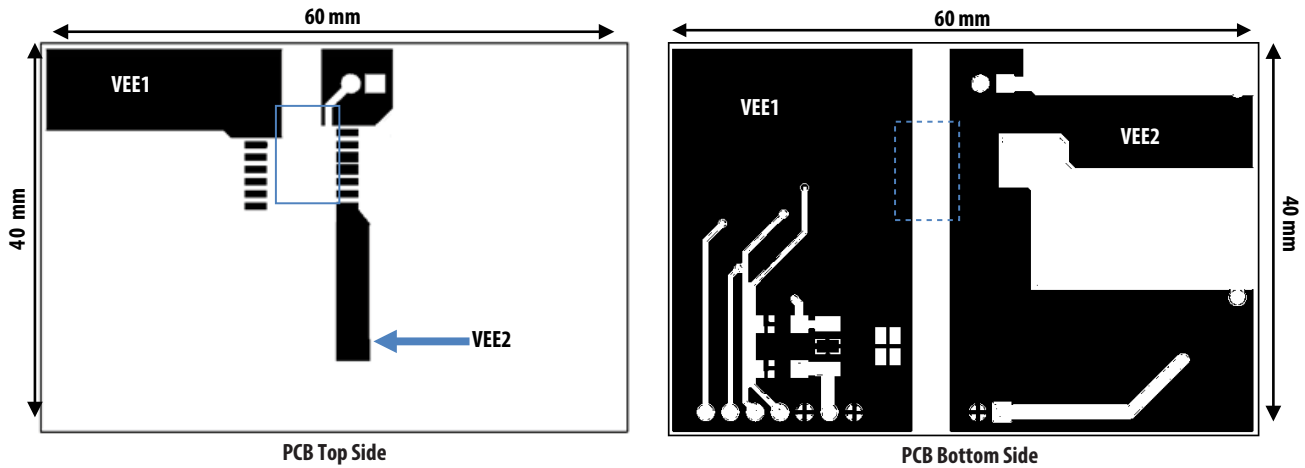 60 mm
40 mm
VEE1
VEE2
PCB Top Side
60 mm
40 mm
VEE1
VEE2
PCB Bottom Side